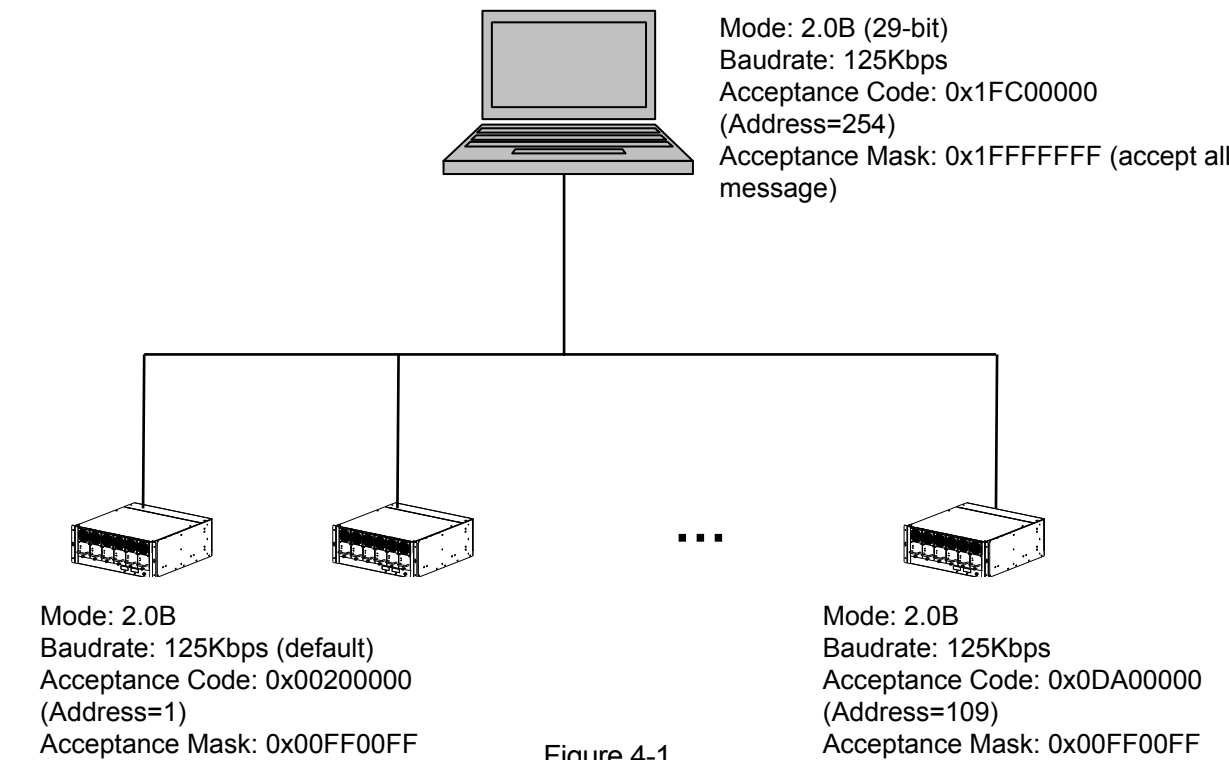 Mode: 2.0B (29-bit)
Baudrate: 125Kbps
Acceptance Code: 0x1FC00000
(Address=254)
Acceptance Mask: 0x1FFFFFFF (accept all
message)
...
Mode: 2.0B
Baudrate: 125Kbps (default)
Acceptance Code: 0x00200000
(Address=1)
Acceptance Mask: 0x00FF00FF
Mode: 2.0B
Baudrate: 125Kbps
Acceptance Code: 0x0DA00000
(Address=109)
Acceptance Mask: 0x00FF00FF
Figure 4-1